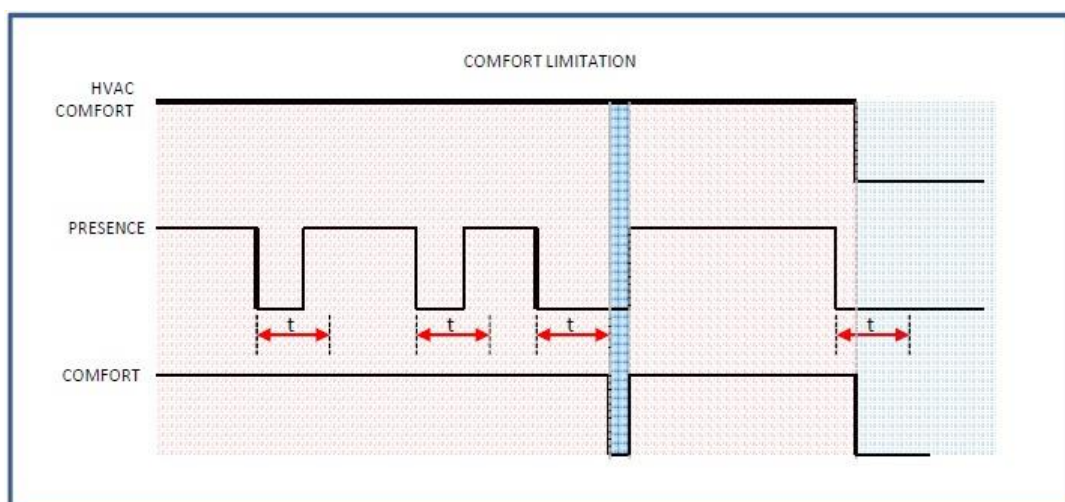 COMFORT LIMITATION
HVAC
COMFORT
PRESENCE
t
t
t
t
COMFORT